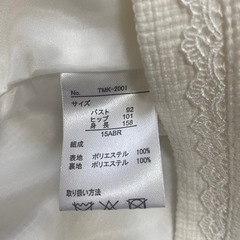 No. TMK-2001
サイズ
バスト 92
ヒップ 101
身長 158
15ABR
組成
表地 ポリエステル 100%
裏地 ポリエステル 100%
取り扱い方法